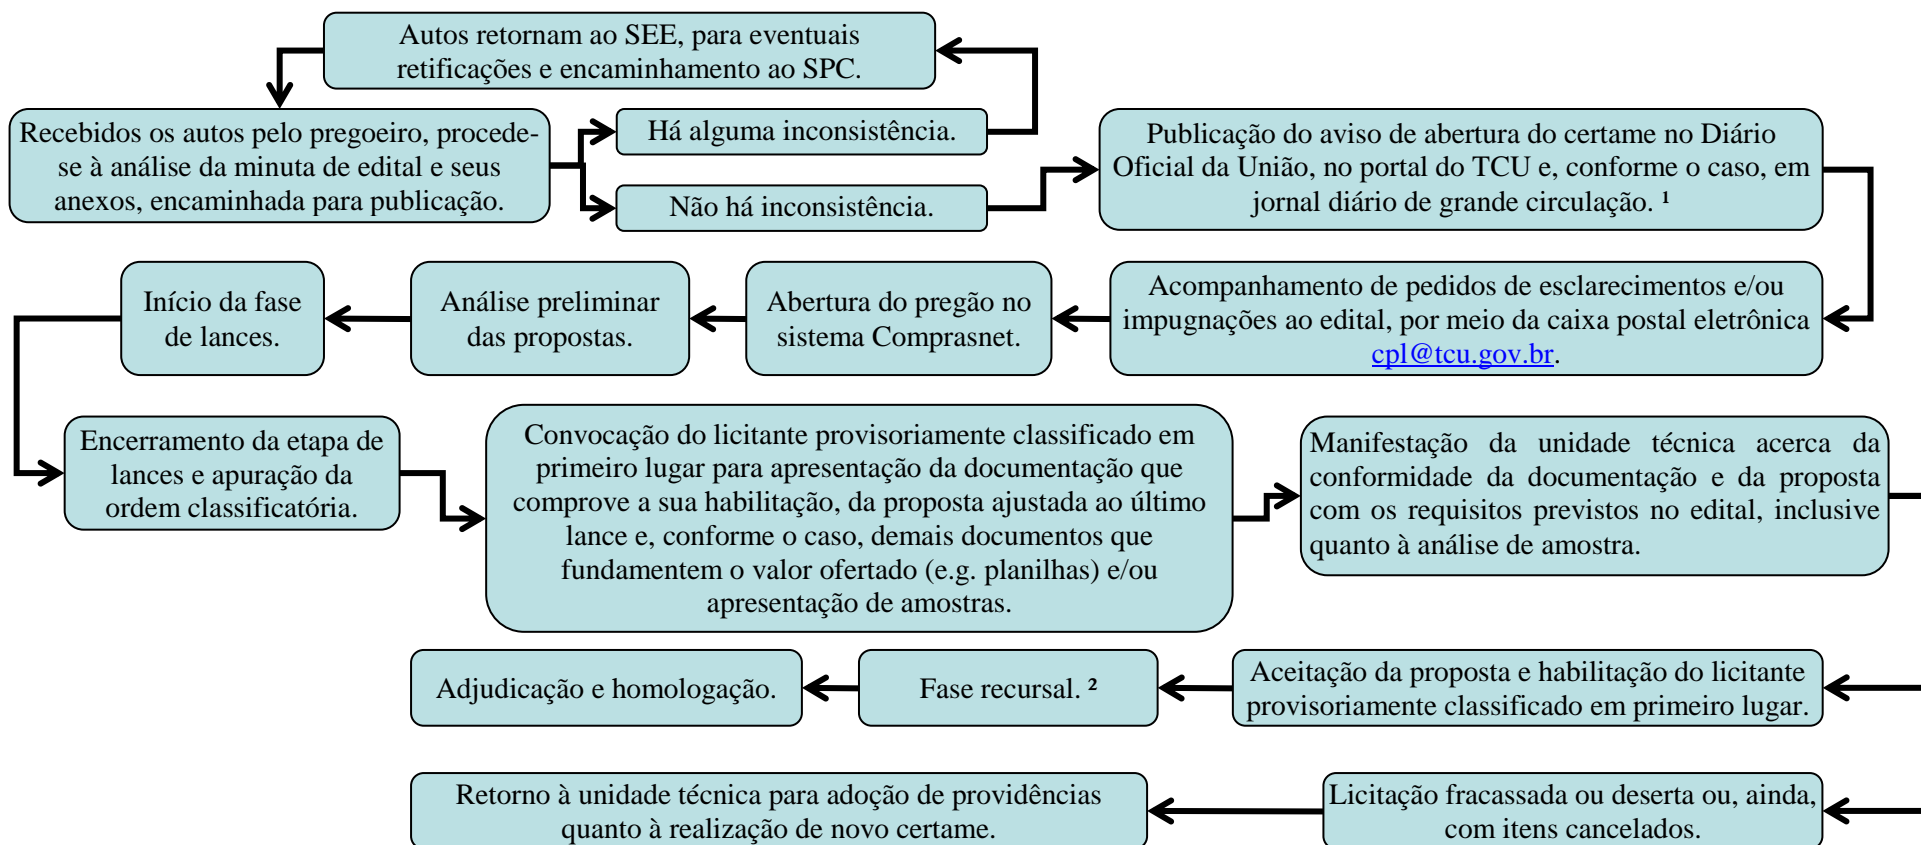 Autos retornam ao SEE, para eventuais
retificações e encaminhamento ao SPC.
Recebidos os autos pelo pregoeiro, procede-
se à análise da minuta de edital e seus
anexos, encaminhada para publicação.
Há alguma inconsistência.
Não há inconsistência.
Publicação do aviso de abertura do certame no Diário
Oficial da União, no portal do TCU e, conforme o caso, em
jornal diário de grande circulação. ¹
Acompanhamento de pedidos de esclarecimentos e/ou
impugnações ao edital, por meio da caixa postal eletrônica
cpl@tcu.gov.br.
Abertura do pregão no
sistema Comprasnet.
Análise preliminar
das propostas.
Início da fase
de lances.
Encerramento da etapa de
lances e apuração da
ordem classificatória.
Convocação do licitante provisoriamente classificado em
primeiro lugar para apresentação da documentação que
comprove a sua habilitação, da proposta ajustada ao último
lance e, conforme o caso, demais documentos que
fundamentem o valor ofertado (e.g. planilhas) e/ou
apresentação de amostras.
Manifestação da unidade técnica acerca da
conformidade da documentação e da proposta
com os requisitos previstos no edital, inclusive
quanto à análise de amostra.
Aceitação da proposta e habilitação do licitante
provisoriamente classificado em primeiro lugar.
Fase recursal. ²
Adjudicação e homologação.
Licitação fracassada ou deserta ou, ainda,
com itens cancelados.
Retorno à unidade técnica para adoção de providências
quanto à realização de novo certame.